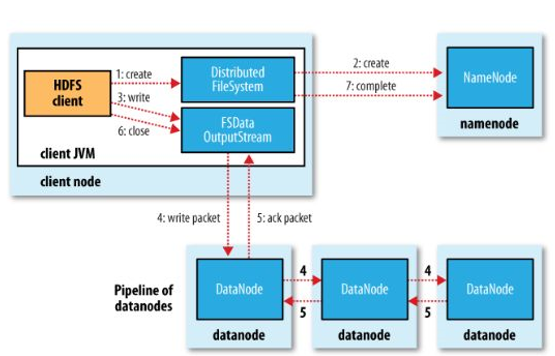 HDFS
client
1: create
3: write
6: close
Distributed
FileSystem
FSData
OutputStream
client JVM
client node
2: create
7: complete
NameNode
namenode
4: write packet
5: ack packet
Pipeline of
datanodes
DataNode
datanode
4
5
DataNode
datanode
4
5
DataNode
datanode